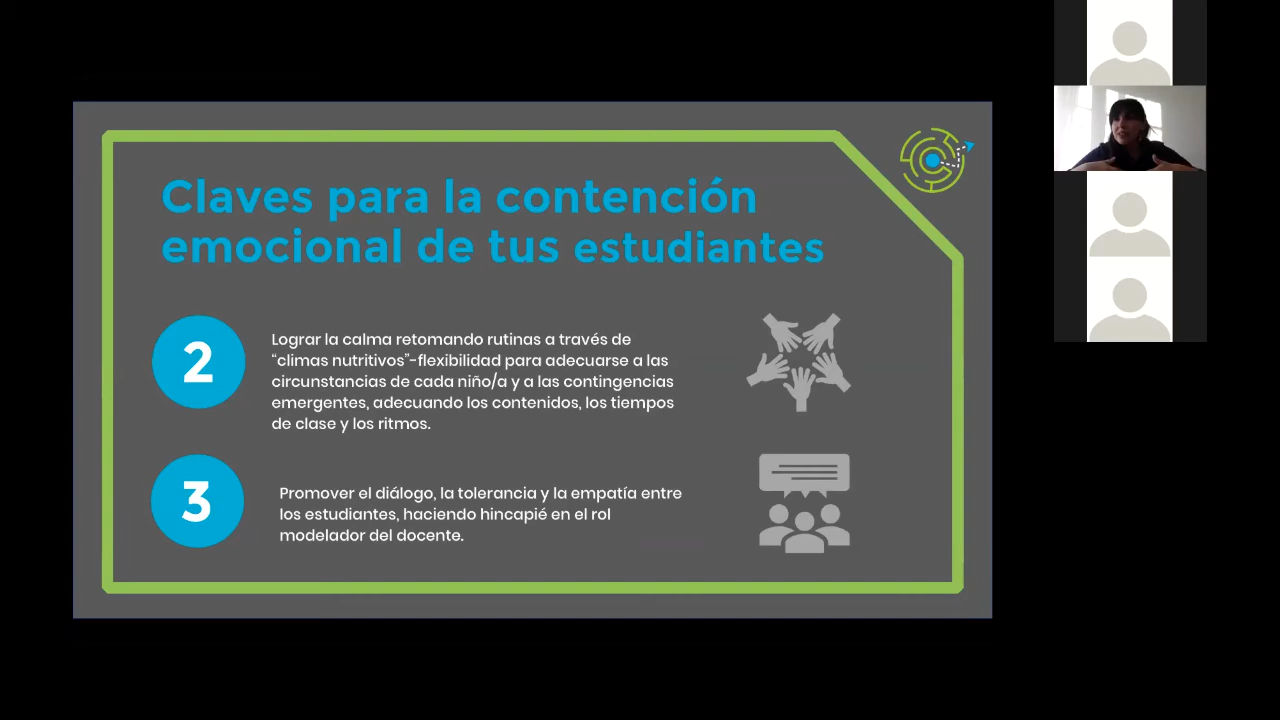 Claves para la contención
emocional de tus estudiantes
2
Lograr la calma retomando rutinas a través de
“climas nutritivos”-flexibilidad para adecuarse a las
circunstancias de cada niño/a y a las contingencias
emergentes, adecuando los contenidos, los tiempos
de clase y los ritmos.
3
Promover el diálogo, la tolerancia y la empatía entre
los estudiantes, haciendo hincapié en el rol
modelador del docente.